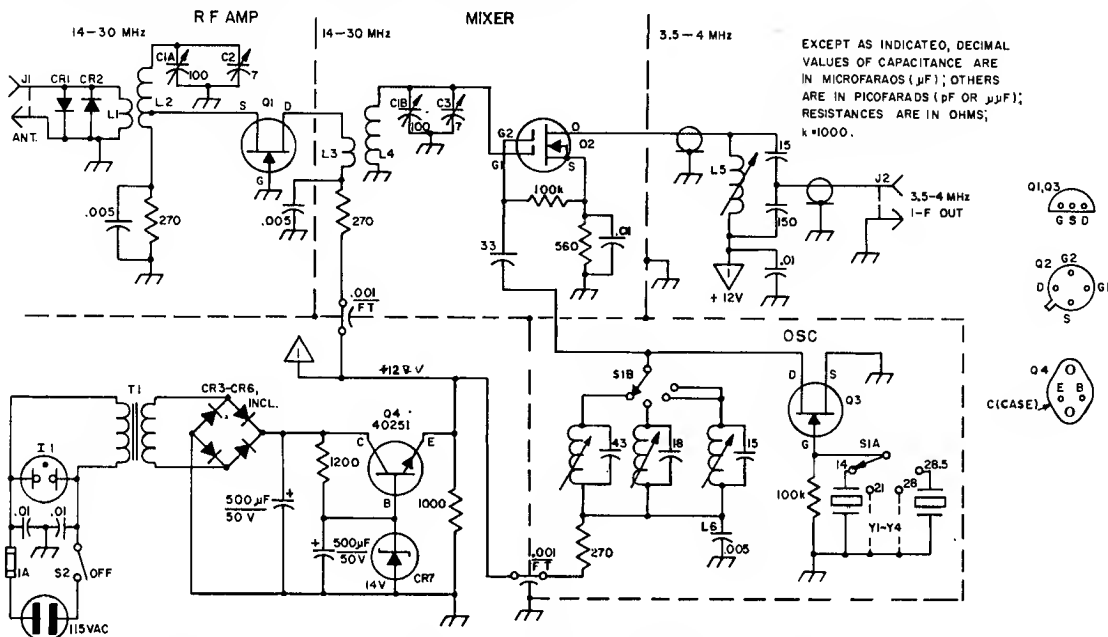 RF AMP
MIXER
14-30 MHz
14-30 MHz
3.5-4 MHz
EXCEPT AS INDICATED, DECIMAL
VALUES OF CAPACITANCE ARE
IN MICROFARAOS (µF); OTHERS
ARE IN PICOFARADS (pF OR µµF);
RESISTANCES ARE IN OHMS;
k=1000.
J1
CR1
CR2
L1
L2
ANT.
C1A
100
C2
7
S
Q1
D
G
.005
270
L3
L4
.005
270
C1B
100
C3
7
G2
G1
O
O2
S
100k
33
560
.01
L5
15
150
.01
+12V
J2
3.5-4 MHz
I-F OUT
Q1,Q3
G S D
Q2
G2
D
G1
S
Q4
E
B
C(CASE)
.001
FT
+12V
OSC
T1
CR3-CR6,
INCL.
I1
.01
.01
1A
S2
OFF
115VAC
500µF
50V
1200
Q4
40251
C
E
B
1000
500µF
50V
14V
CR7
.001
FT
270
S1B
43
18
15
L6
.005
D
S
Q3
G
S1A
100k
14
21
28
28.5
Y1-Y4